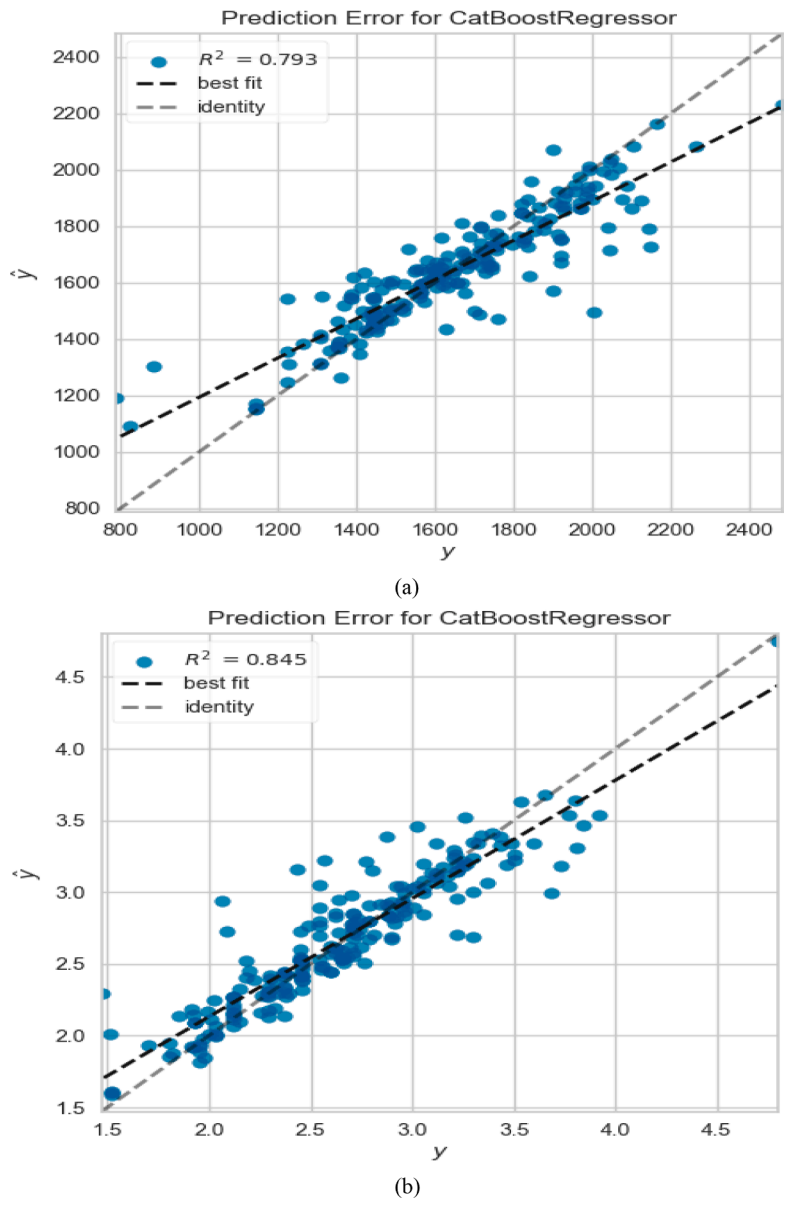 Prediction Error for CatBoostRegressor
R² = 0.793
best fit
identity
2400
2200
2000
1800
1600
1400
1200
1000
800
ŷ
800 1000 1200 1400 1600 1800 2000 2200 2400
y
(a)
Prediction Error for CatBoostRegressor
R² = 0.845
best fit
identity
4.5
4.0
3.5
3.0
2.5
2.0
1.5
ŷ
1.5 2.0 2.5 3.0 3.5 4.0 4.5
y
(b)